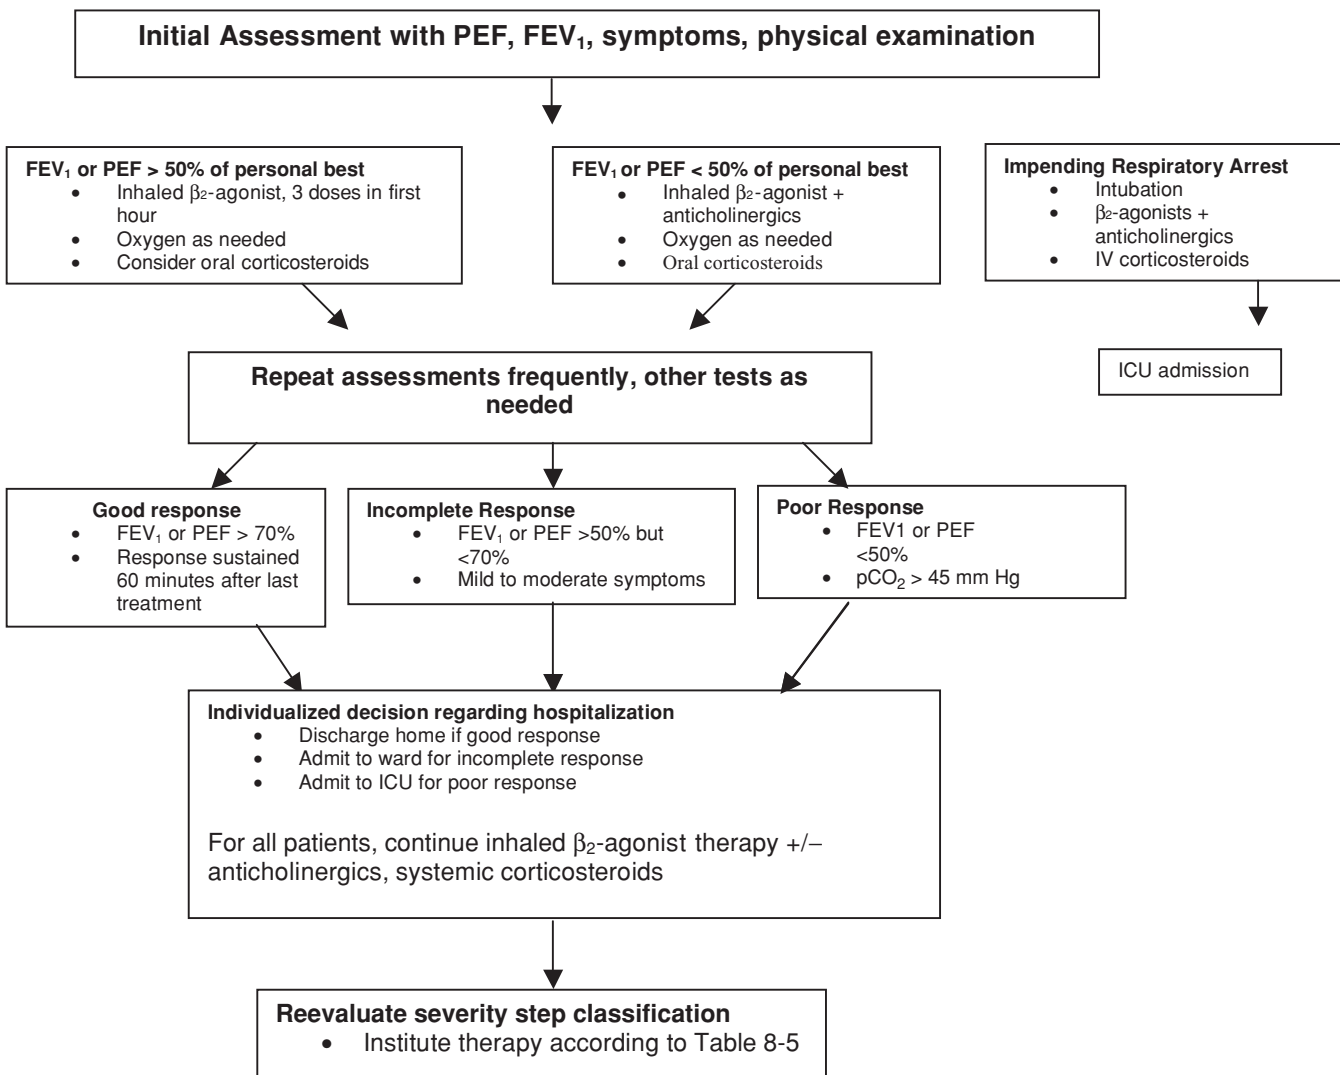 Initial Assessment with PEF, FEV₁, symptoms, physical examination
FEV₁ or PEF > 50% of personal best
• Inhaled β₂-agonist, 3 doses in first
hour
• Oxygen as needed
• Consider oral corticosteroids
FEV₁ or PEF < 50% of personal best
• Inhaled β₂-agonist +
anticholinergics
• Oxygen as needed
• Oral corticosteroids
Impending Respiratory Arrest
• Intubation
• β₂-agonists +
anticholinergics
• IV corticosteroids
ICU admission
Repeat assessments frequently, other tests as
needed
Good response
• FEV₁ or PEF > 70%
• Response sustained
60 minutes after last
treatment
Incomplete Response
• FEV₁ or PEF >50% but
<70%
• Mild to moderate symptoms
Poor Response
• FEV1 or PEF
<50%
• pCO₂ > 45 mm Hg
Individualized decision regarding hospitalization
• Discharge home if good response
• Admit to ward for incomplete response
• Admit to ICU for poor response
For all patients, continue inhaled β₂-agonist therapy +/−
anticholinergics, systemic corticosteroids
Reevaluate severity step classification
• Institute therapy according to Table 8-5